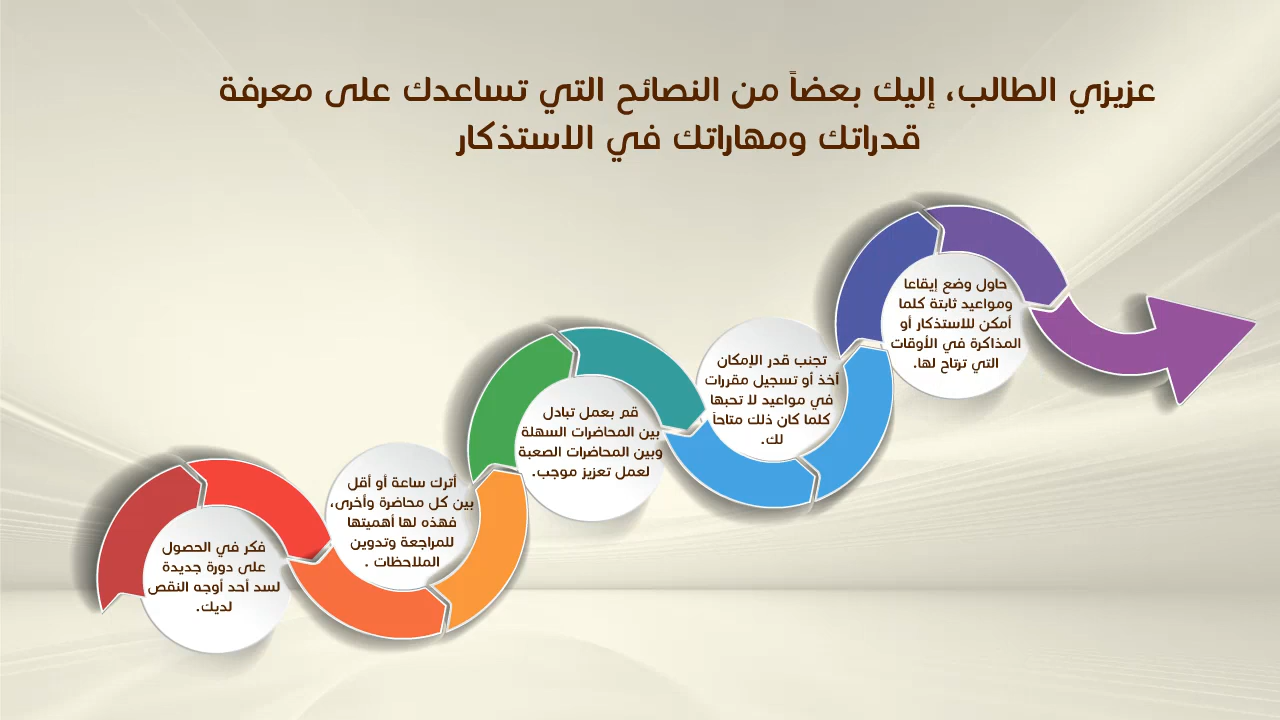 عزيزي الطالب، إليك بعضاً من النصائح التي تساعدك على معرفة
قدراتك ومهاراتك في الاستذكار
حاول وضع إيقاعا
ومواعيد ثابتة كلما
أمكن للاستذكار أو
المذاكرة في الأوقات
التي ترتاح لها.
تجنب قدر الإمكان
أخذ أو تسجيل مقررات
في مواعيد لا تحبها
كلما كان ذلك متاحاً
لك.
قم بعمل تبادل
بين المحاضرات السهلة
وبين المحاضرات الصعبة
لعمل تعزيز موجب.
أترك ساعة أو أقل
بين كل محاضرة وأخرى،
فهذه لها أهميتها
للمراجعة وتدوين
الملاحظات .
فكر في الحصول
على دورة جديدة
لسد أحد أوجه النقص
لديك.